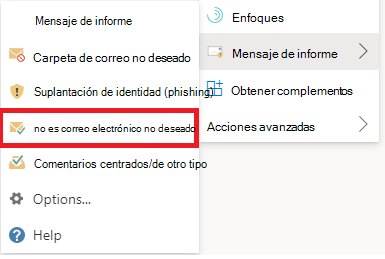 Mensaje de informe
Carpeta de correo no deseado
Suplantación de identidad (phishing)
no es correo electrónico no deseado
Comentarios centrados/de otro tipo
Options...
Help
Enfoques
Mensaje de informe
Obtener complementos
Acciones avanzadas